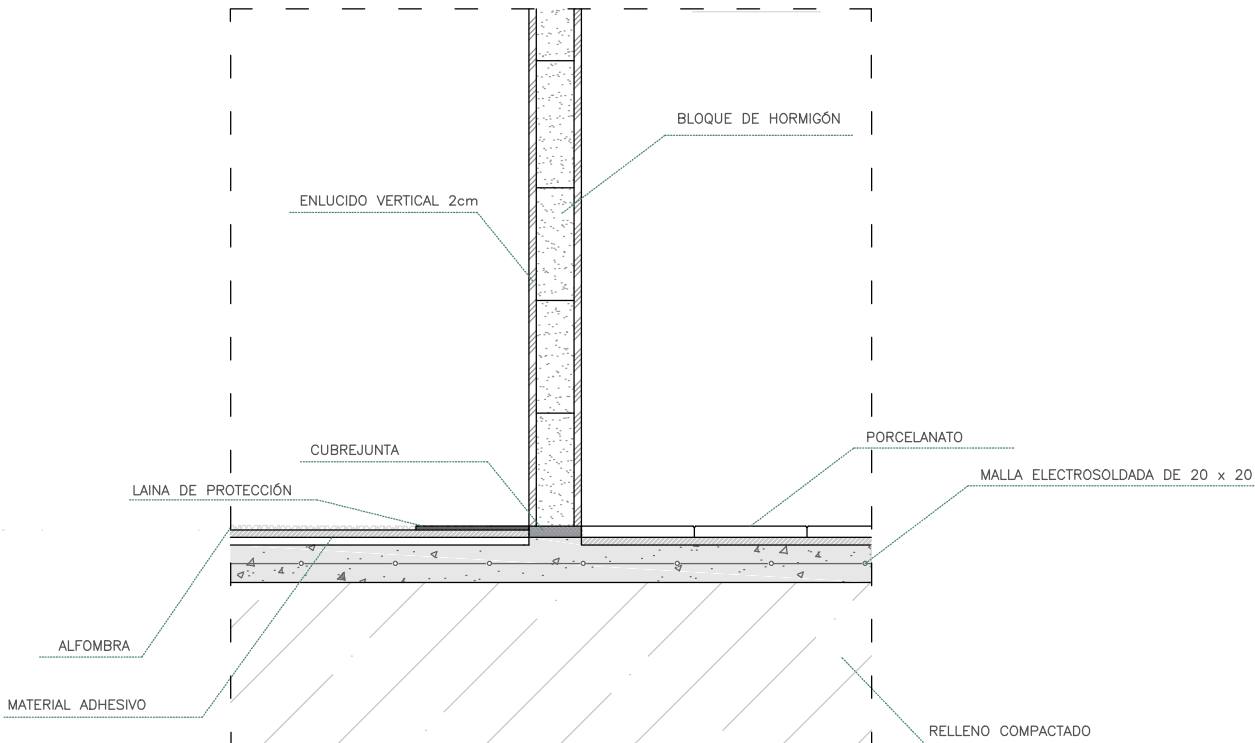 BLOQUE DE HORMIGÓN
ENLUCIDO VERTICAL 2cm
PORCELANATO
CUBREJUNTA
MALLA ELECTROSOLDADA DE 20 x 20
LAINA DE PROTECCIÓN
ALFOMBRA
MATERIAL ADHESIVO
RELLENO COMPACTADO